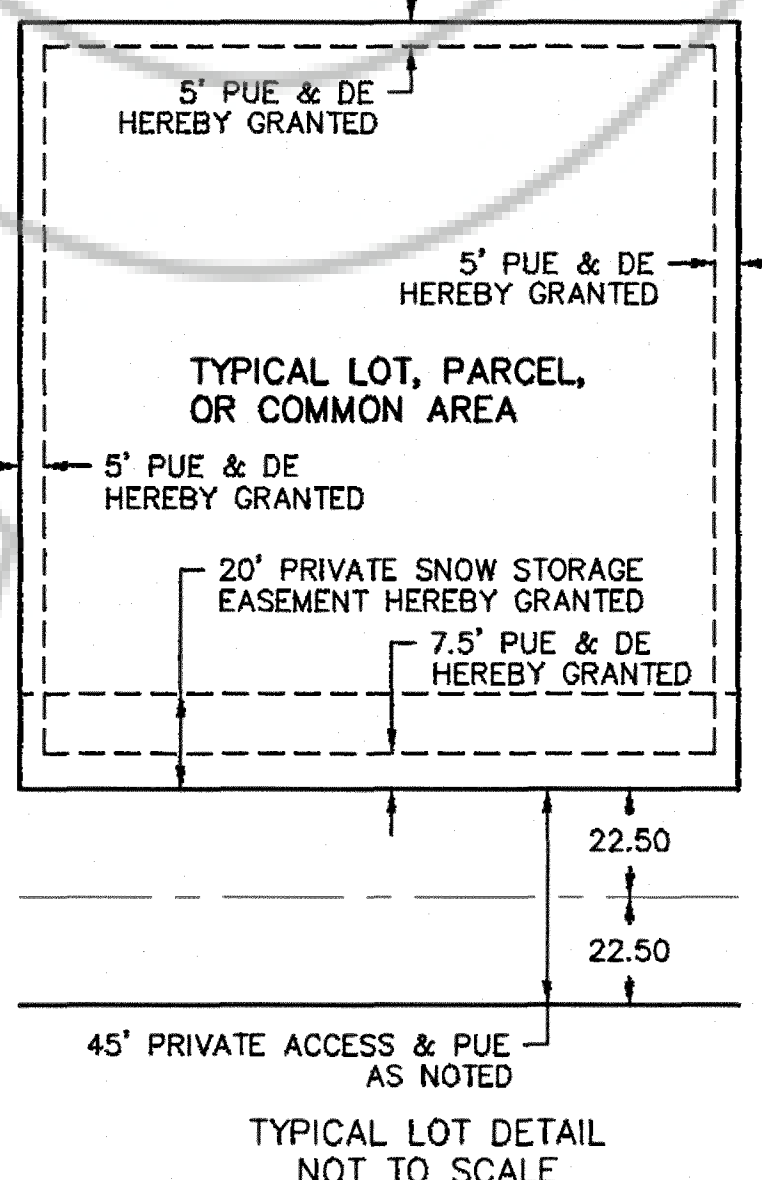 5' PUE & DE
HEREBY GRANTED
5' PUE & DE
HEREBY GRANTED
TYPICAL LOT, PARCEL,
OR COMMON AREA
5' PUE & DE
HEREBY GRANTED
20' PRIVATE SNOW STORAGE
EASEMENT HEREBY GRANTED
7.5' PUE & DE
HEREBY GRANTED
22.50
22.50
45' PRIVATE ACCESS & PUE
AS NOTED
TYPICAL LOT DETAIL
NOT TO SCALE